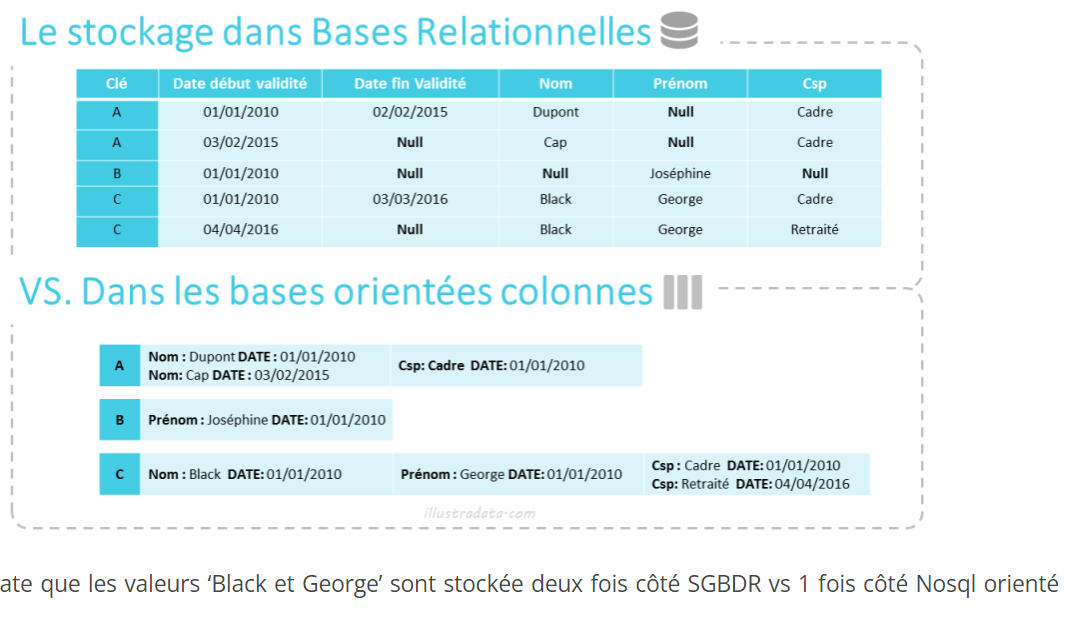 Le stockage dans Bases Relationnelles
Clé Date début validité Date fin Validité Nom Prénom Csp
A 01/01/2010 02/02/2015 Dupont Null Cadre
A 03/02/2015 Null Cap Null Cadre
B 01/01/2010 Null Null Joséphine Null
C 01/01/2010 03/03/2016 Black George Cadre
C 04/04/2016 Null Black George Retraité
VS. Dans les bases orientées colonnes
A Nom : Dupont DATE : 01/01/2010 Csp: Cadre DATE: 01/01/2010
Nom: Cap DATE : 03/02/2015
B Prénom : Joséphine DATE: 01/01/2010
C Nom : Black DATE: 01/01/2010 Prénom : George DATE: 01/01/2010 Csp : Cadre DATE: 01/01/2010
Csp: Retraité DATE: 04/04/2016
illustradata.com
ate que les valeurs ‘Black et George’ sont stockée deux fois côté SGBDR vs 1 fois côté Nosql orienté